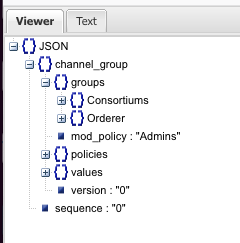 Viewer Text
JSON
channel_group
groups
Consortiums
Orderer
mod_policy : "Admins"
policies
values
version : "0"
sequence : "0"